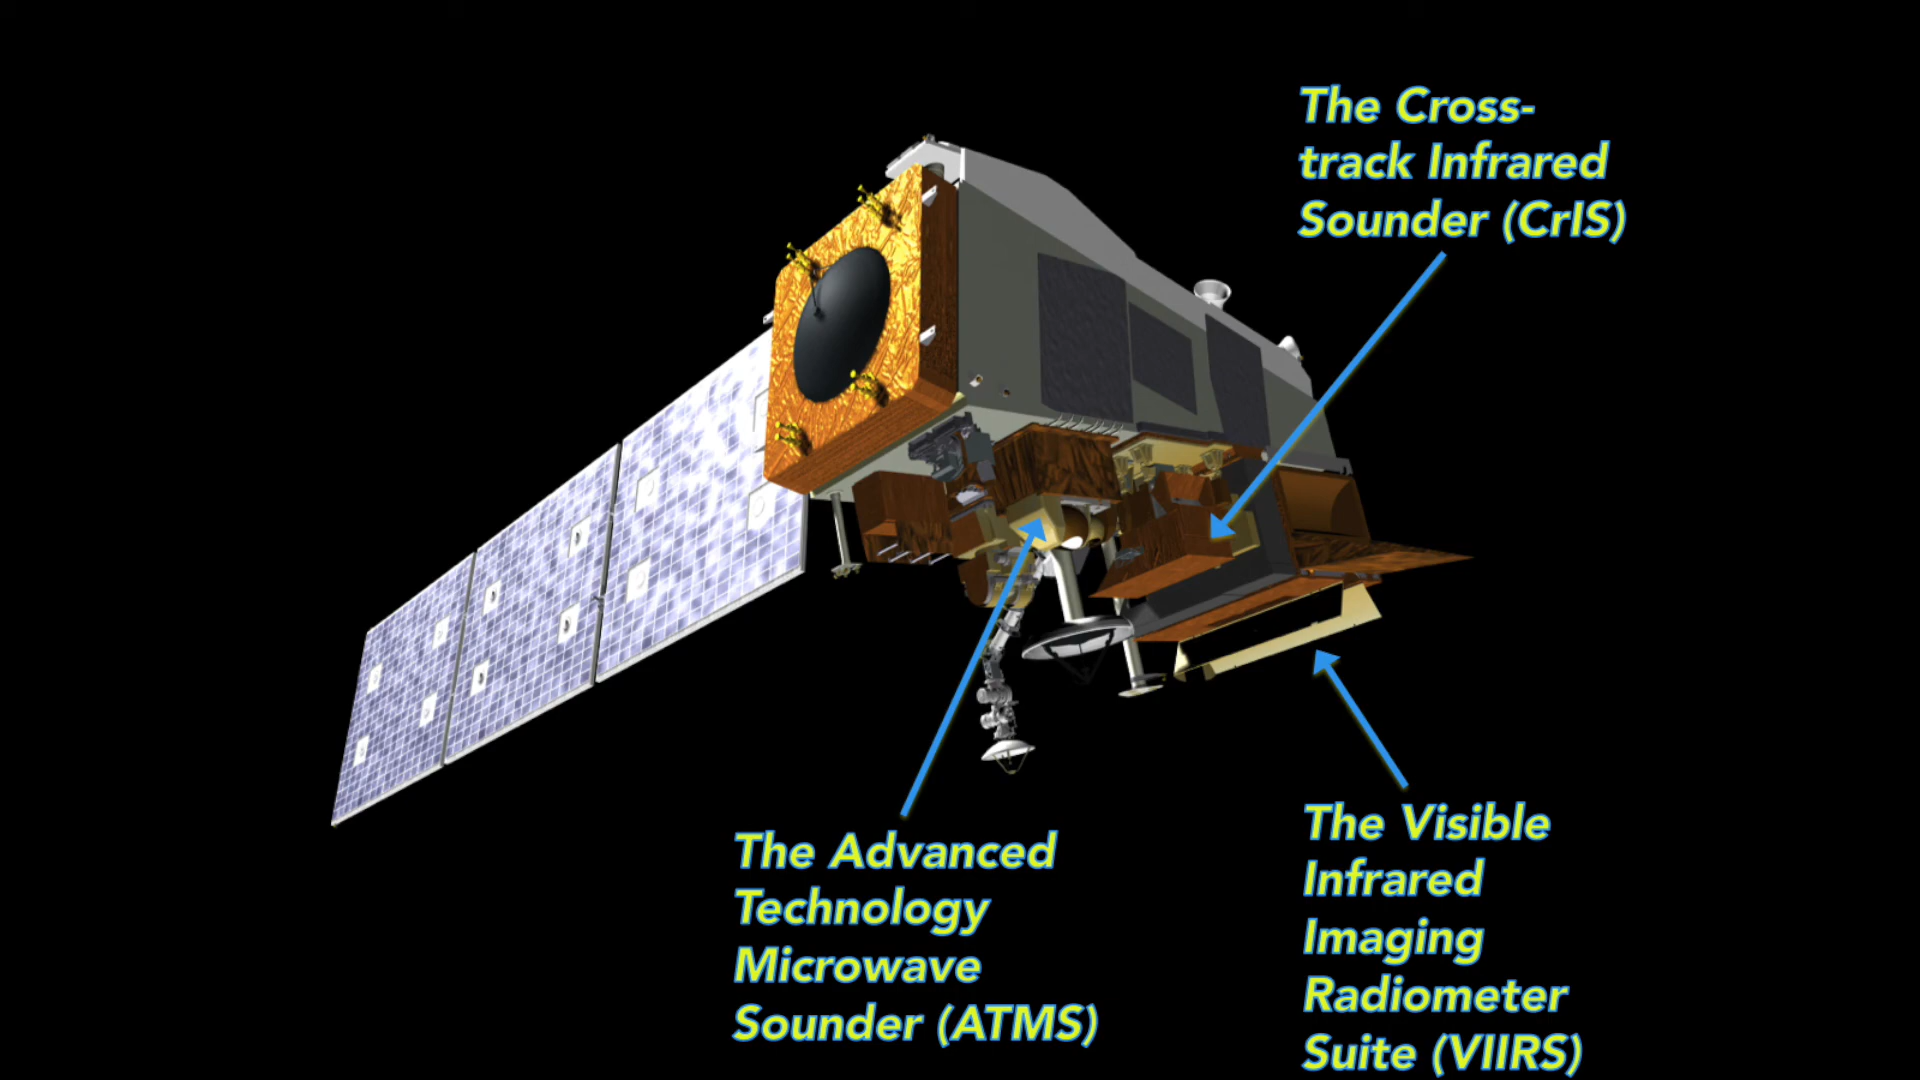 The Cross-
track Infrared
Sounder (CrIS)
The Advanced
Technology
Microwave
Sounder (ATMS)
The Visible
Infrared
Imaging
Radiometer
Suite (VIIRS)